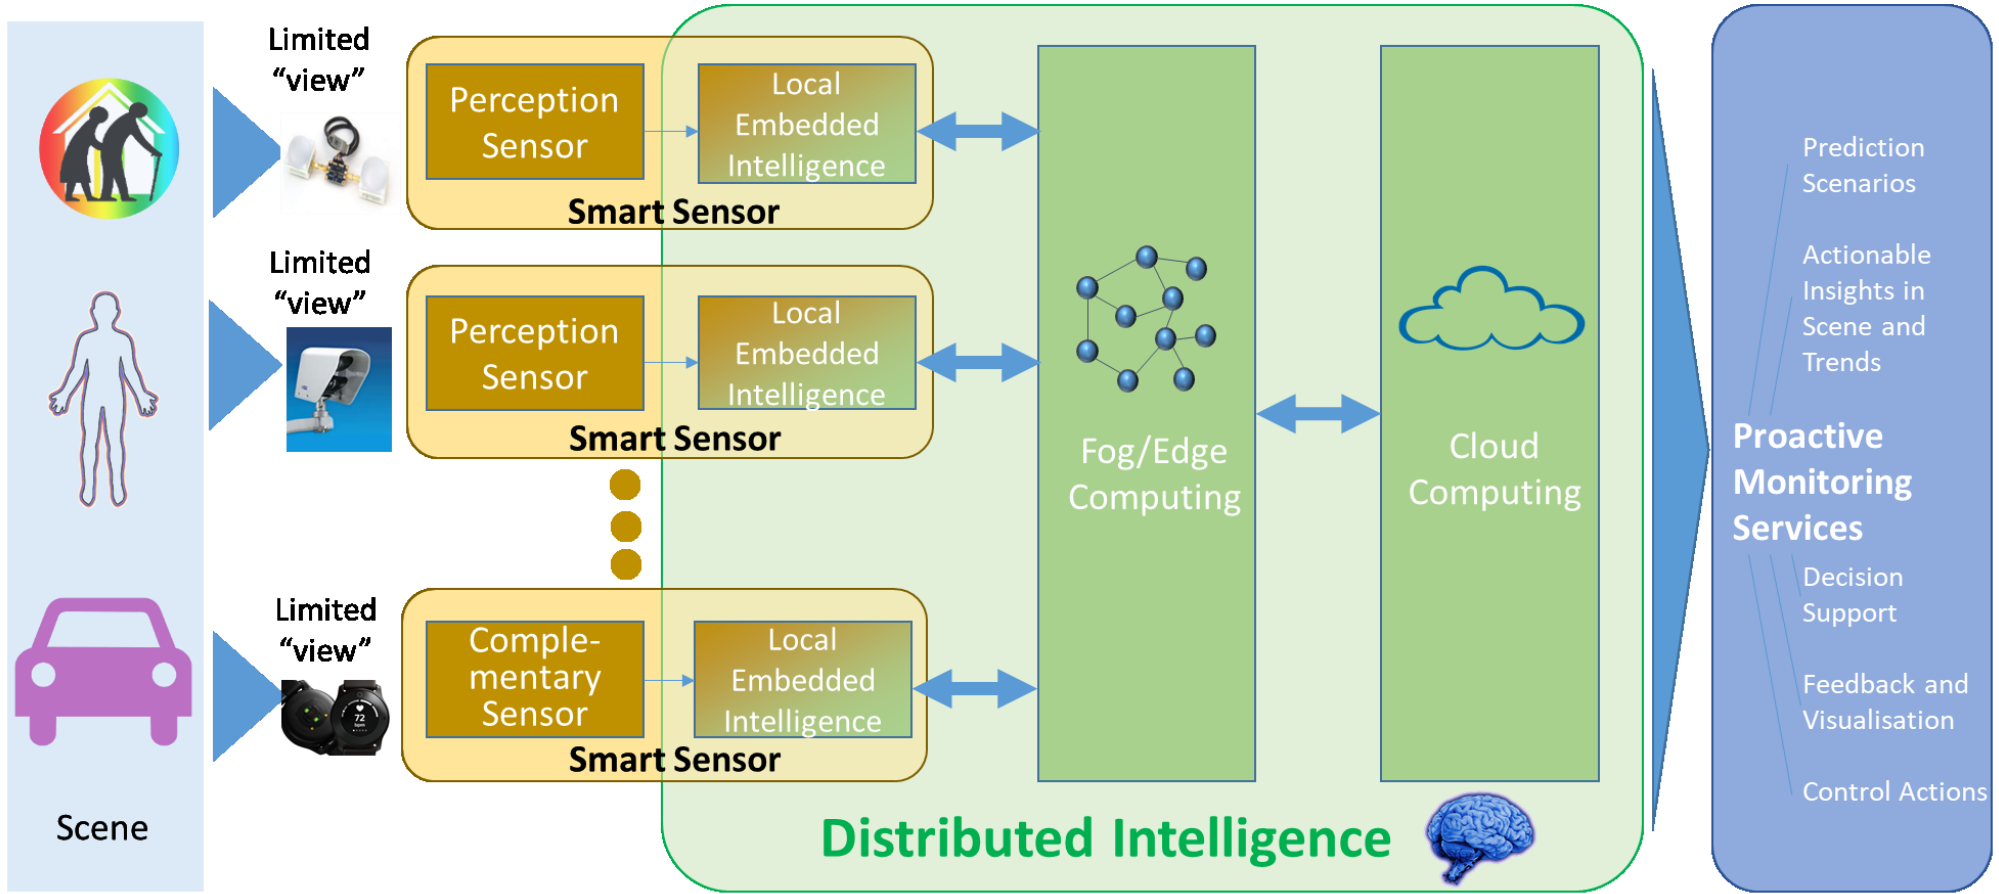 Limited
“view”
Perception
Sensor
Local
Embedded
Intelligence
Smart Sensor
Limited
“view”
Perception
Sensor
Local
Embedded
Intelligence
Smart Sensor
Limited
“view”
72
bpm
Comple-
mentary
Sensor
Local
Embedded
Intelligence
Smart Sensor
Scene
Fog/Edge
Computing
Cloud
Computing
Distributed Intelligence
Prediction
Scenarios
Actionable
Insights in
Scene and
Trends
Proactive
Monitoring
Services
Decision
Support
Feedback and
Visualisation
Control Actions